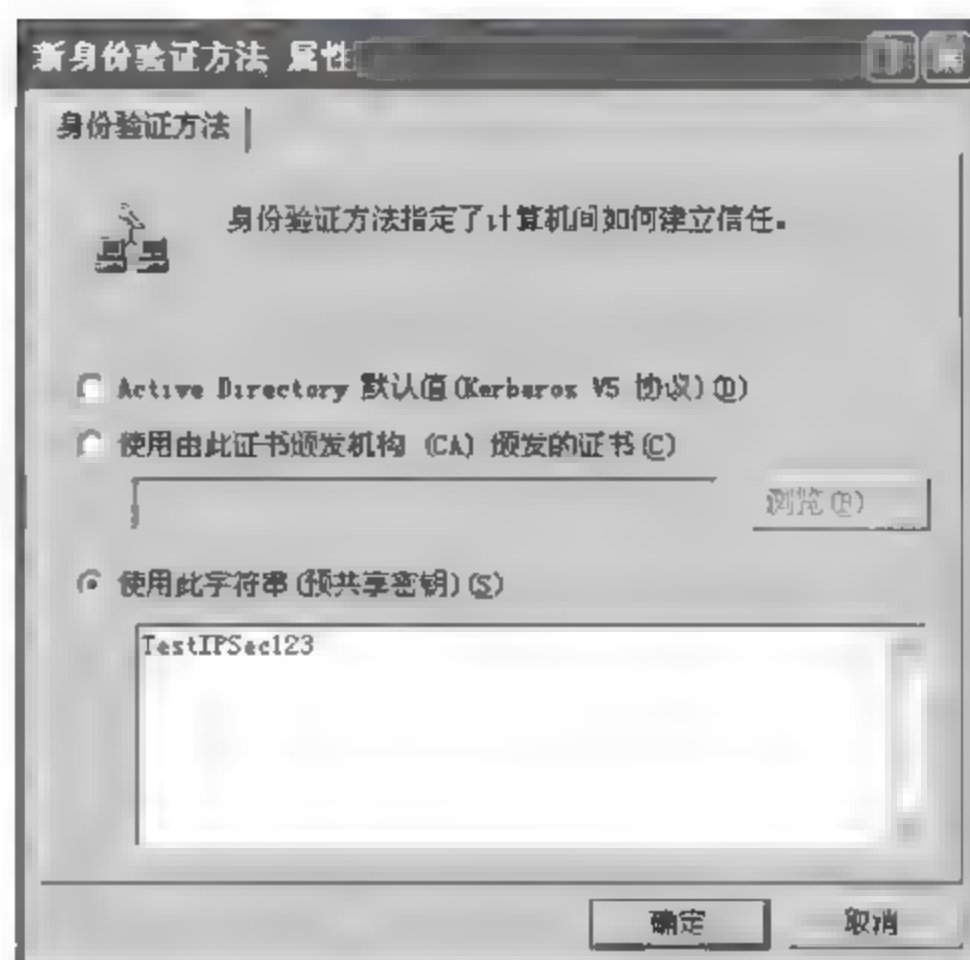 新身份验证方法 属性
身份验证方法
身份验证方法指定了计算机间如何建立信任。
Active Directory 默认值(Kerberos V5 协议)(D)
使用由此证书颁发机构 (CA) 颁发的证书(C)
浏览(R)
使用此字符串(预共享密钥)(S)
TestIPSec123
确定 取消